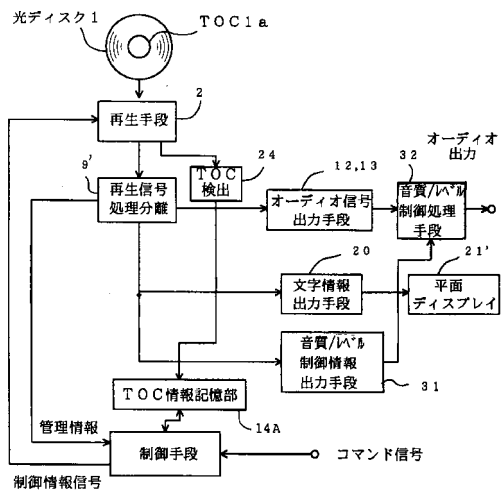 光ディスク1
TOC1a
2
再生手段
9'
再生信号
処理分離
24
TOC
検出
12,13
オーディオ信号
出力手段
オーディオ
出力
32
音質/レベル
制御処理
手段
20
文字情報
出力手段
21'
平面
ディスプレイ
音質/レベル
制御情報
出力手段
31
TOC情報記憶部
14A
管理情報
制御手段
コマンド信号
制御情報信号